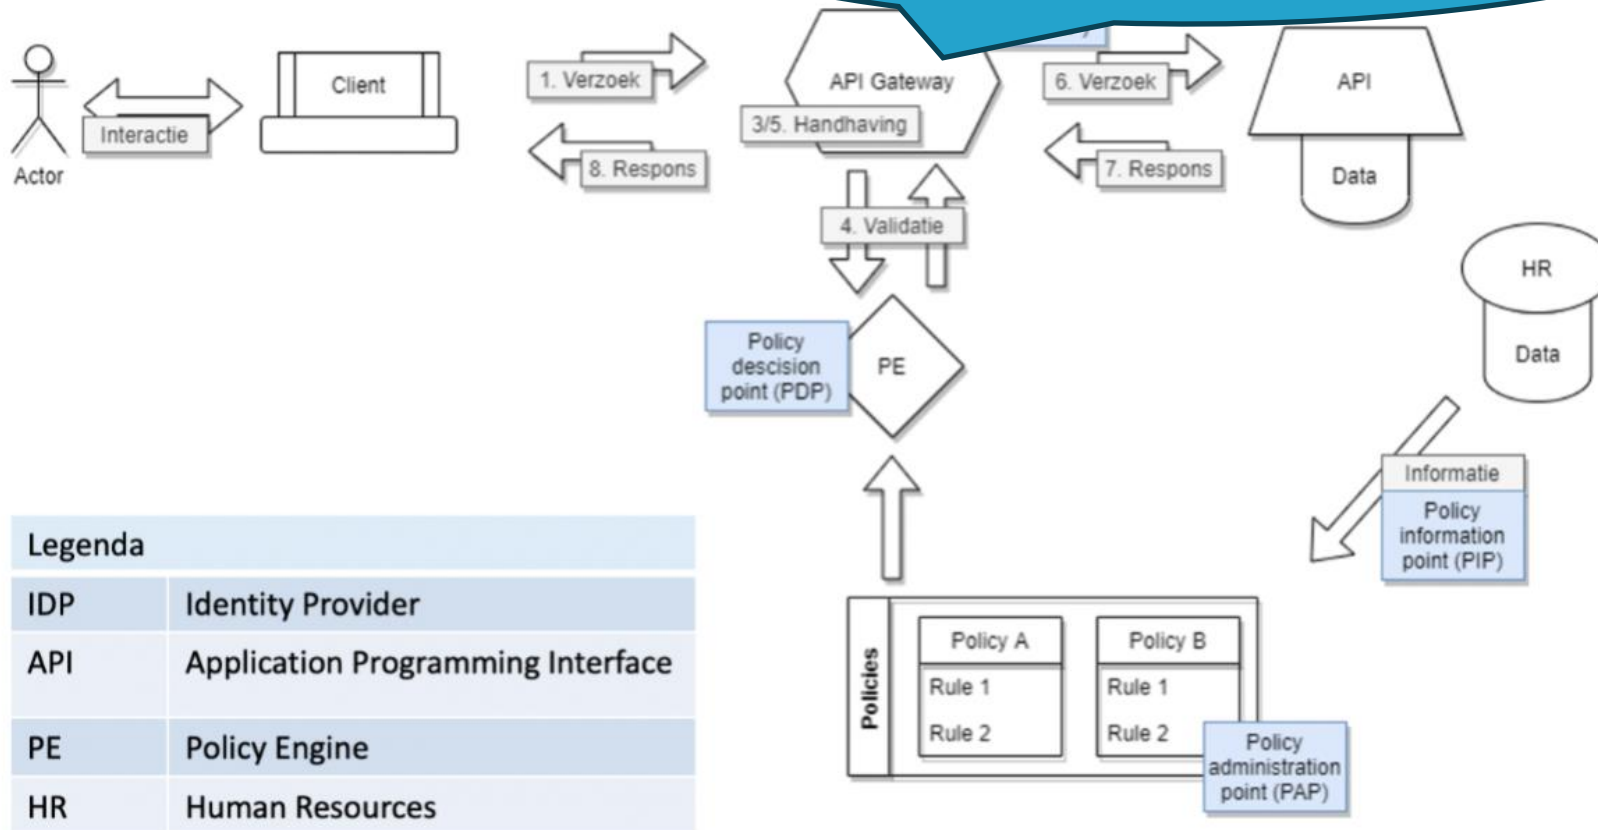 Client
1. Verzoek
API Gateway
6. Verzoek
API
3/5. Handhaving
Interactie
Actor
8. Respons
7. Respons
Data
4. Validatie
HR
Data
Policy
descision
point (PDP)
PE
Informatie
Policy
information
point (PIP)
Legenda
IDP Identity Provider
API Application Programming Interface
PE Policy Engine
HR Human Resources
Policies
Policy A
Rule 1
Rule 2
Policy B
Rule 1
Rule 2
Policy
administration
point (PAP)